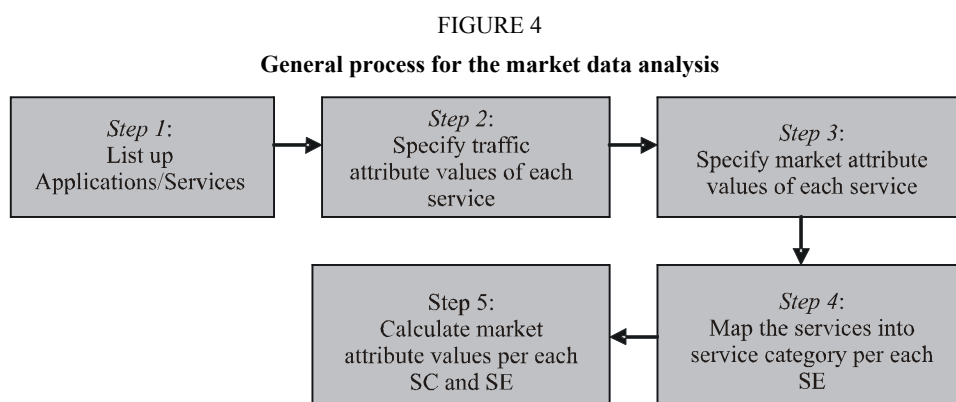 FIGURE 4
General process for the market data analysis
Step 1:
List up
Applications/Services
Step 2:
Specify traffic
attribute values of each
service
Step 3:
Specify market attribute
values of each service
Step 4:
Map the services into
service category per each
SE
Step 5:
Calculate market
attribute values per each
SC and SE